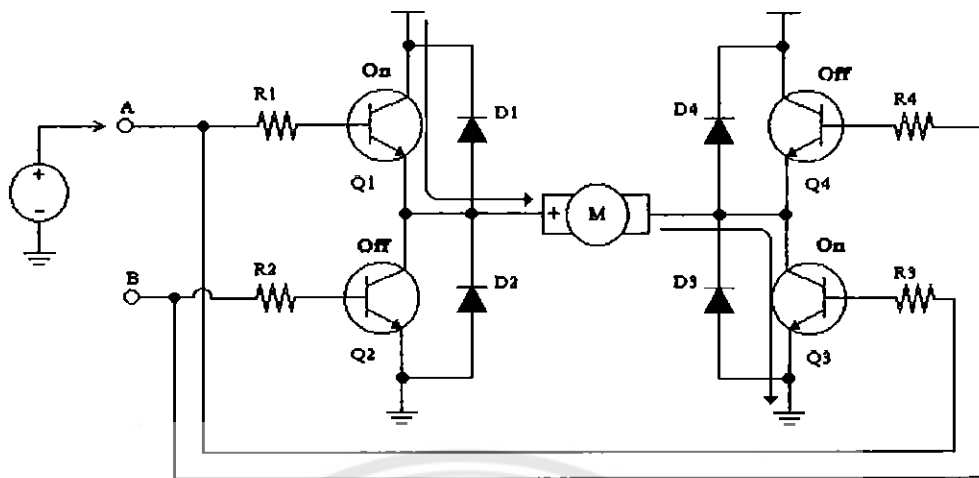 On
Off
A
R1
D1
D4
R4
+
-
Q1
Q4
+ M
Off
On
B
R2
D2
D3
R3
Q2
Q3